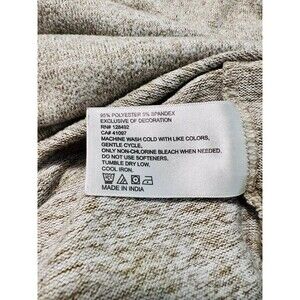 95% POLYESTER 5% SPANDEX
EXCLUSIVE OF DECORATION
RN# 128492
CA# 41097
MACHINE WASH COLD WITH LIKE COLORS,
GENTLE CYCLE.
ONLY NON-CHLORINE BLEACH WHEN NEEDED.
DO NOT USE SOFTENERS.
TUMBLE DRY LOW.
COOL IRON.
MADE IN INDIA